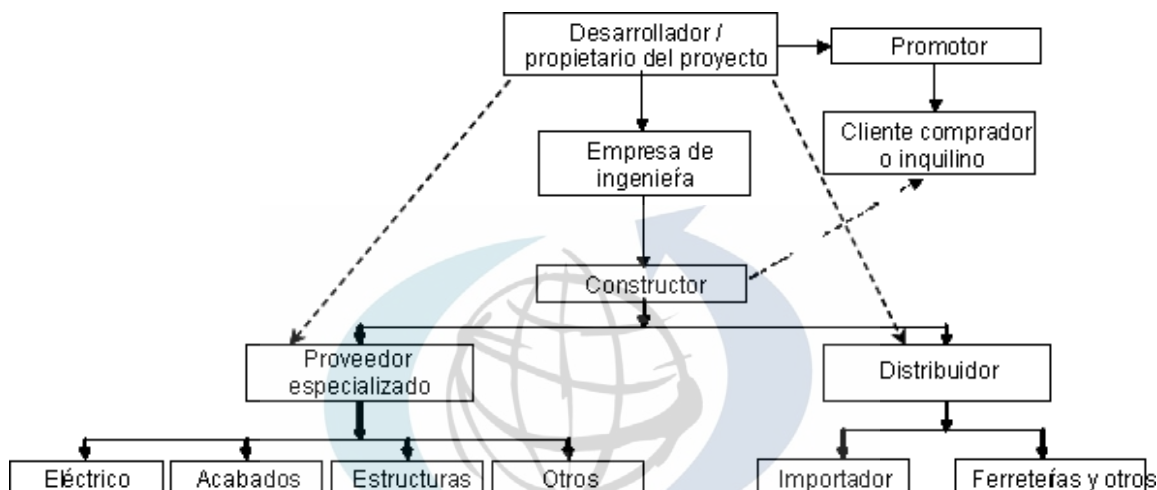 Desarrollador /
propietario del proyecto
Promotor
Cliente comprador
o inquilino
Empresa de
ingeniería
Constructor
Proveedor
especializado
Distribuidor
Eléctrico
Acabados
Estructuras
Otros
Importador
Ferreterías y otros